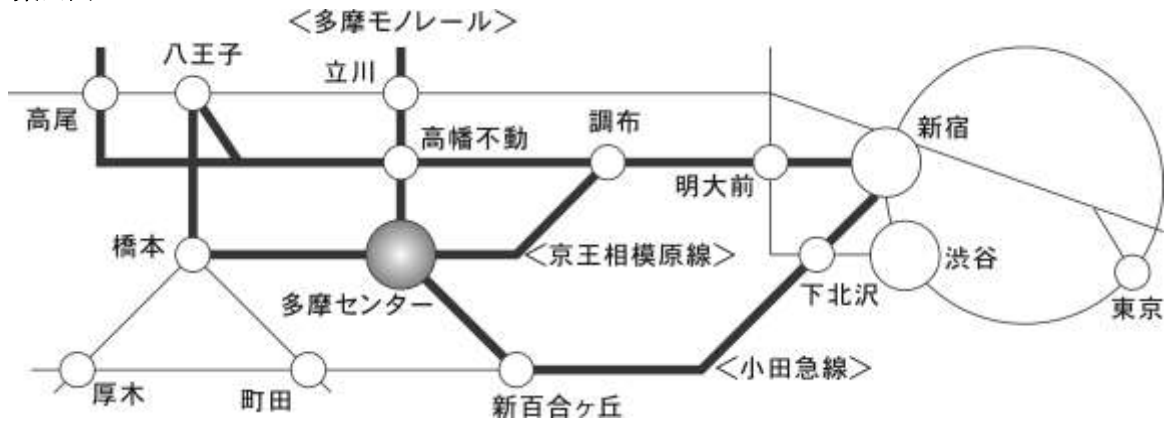 ＜多摩モノレール＞
八王子
立川
高尾
高幡不動
調布
新宿
明大前
橋本
＜京王相模原線＞
渋谷
多摩センター
下北沢
東京
＜小田急線＞
厚木
町田
新百合ヶ丘